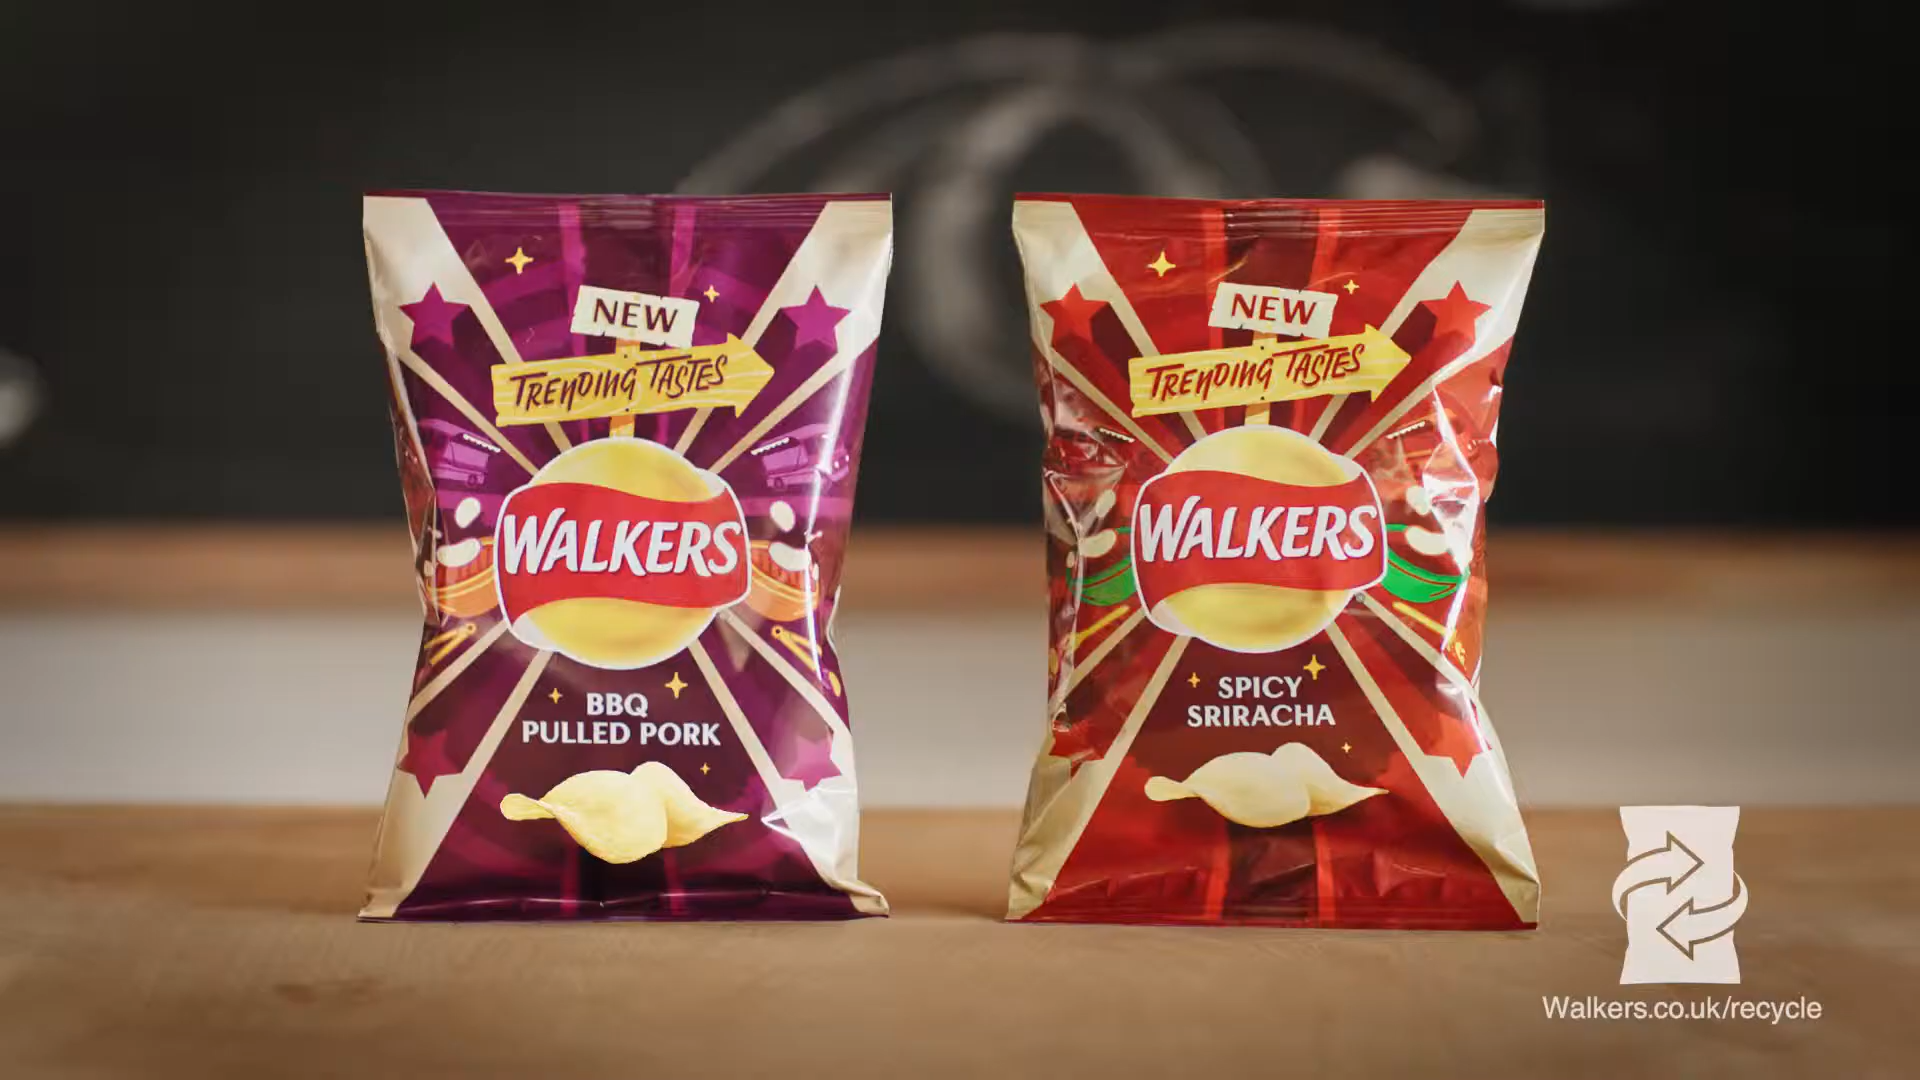 NEW
TRENDING TASTES
WALKERS
BBQ
PULLED PORK
NEW
TRENDING TASTES
WALKERS
SPICY
SRIRACHA
Walkers.co.uk/recycle